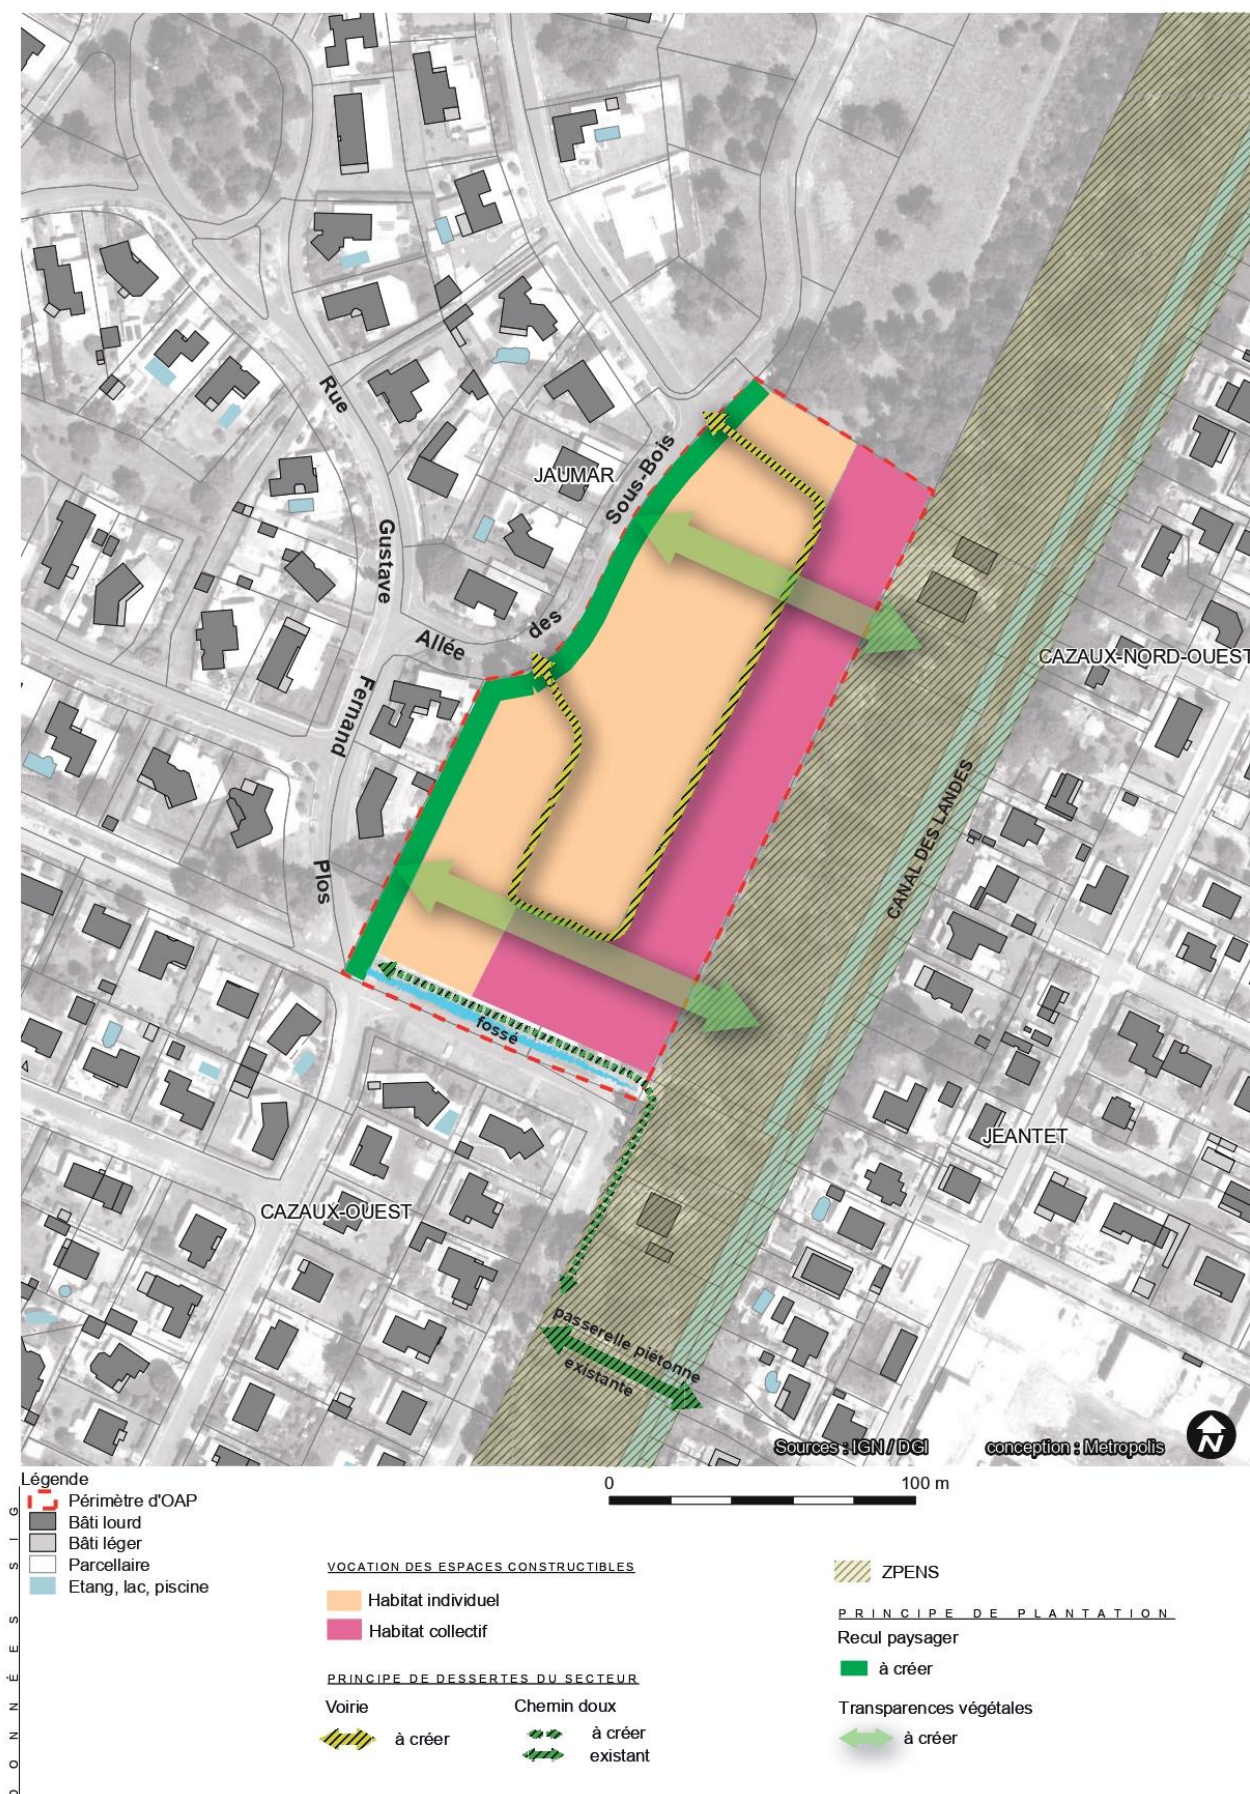 Rue
Gustave
Fernand
Plos
JAUMAR
Allée
des
Sous-Bois
CAZAUX-NORD-OUEST
CANAL DES LANDES
fossé
JEANTET
CAZAUX-OUEST
passerelle piétonne
existante
Sources : IGN / DGI
conception : Metropolis
N
Légende
0
100 m
DONNÉES SIG
Périmètre d'OAP
Bâti lourd
Bâti léger
Parcellaire
Etang, lac, piscine
VOCATION DES ESPACES CONSTRUCTIBLES
Habitat individuel
Habitat collectif
PRINCIPE DE DESSERTES DU SECTEUR
Voirie
à créer
Chemin doux
à créer
existant
ZPENS
PRINCIPE DE PLANTATION
Recul paysager
à créer
Transparences végétales
à créer